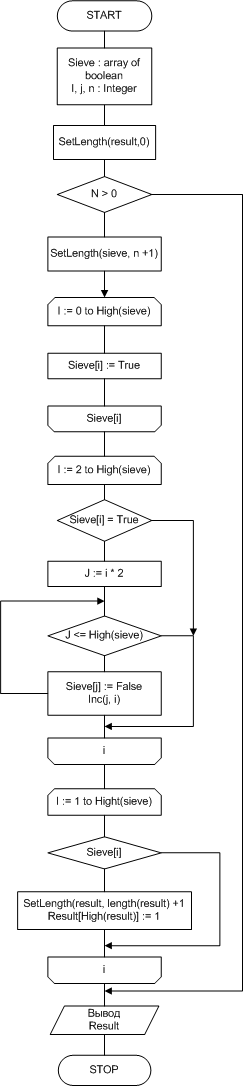 START
Sieve : array of
boolean
I, j, n : Integer
SetLength(result,0)
N > 0
SetLength(sieve, n +1)
I := 0 to High(sieve)
Sieve[i] := True
Sieve[i]
I := 2 to High(sieve)
Sieve[i] = True
J := i * 2
J <= High(sieve)
Sieve[j] := False
Inc(j, i)
i
I := 1 to Hight(sieve)
Sieve[i]
SetLength(result, length(result) +1
Result[High(result)] := 1
i
Вывод
Result
STOP